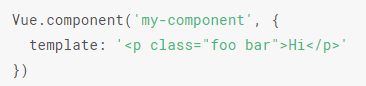 Vue.component('my-component', {
  template: '<p class="foo bar">Hi</p>'
})